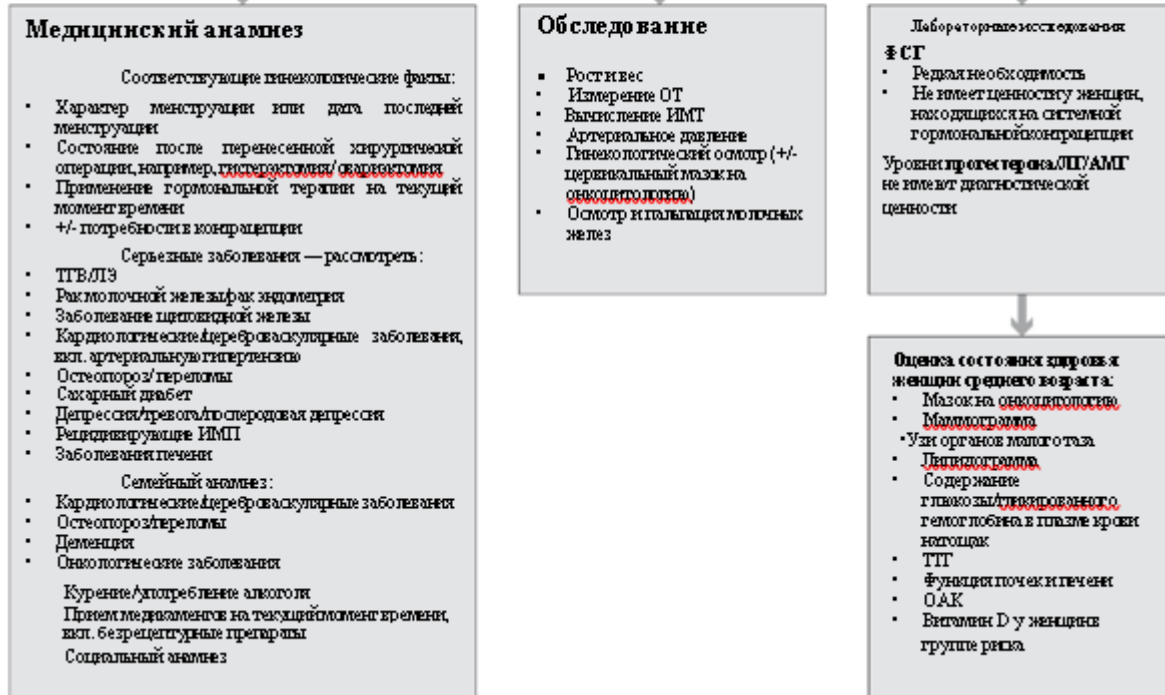 Медицинский анамнез
Соответствующие гинекологические факты:
• Характер менструации или дата последней
менструации
• Состояние после перенесенной хирургической
операции, например, гистерэктомия/овариэктомия
• Применение гормональной терапии на текущий
момент времени
• +/- потребности в контрацепции
Серьезные заболевания — рассмотреть:
• ТГВ/ЛЭ
• Рак молочной железы/рак эндометрия
• Заболевание щитовидной железы
• Кардиологические/цереброваскулярные заболевания,
вкл. артериальную гипертензию
• Остеопороз/переломы
• Сахарный диабет
• Депрессия/тревога/послеродовая депрессия
• Рецидивирующие ИМП
• Заболевания печени
Семейный анамнез:
• Кардиологические/цереброваскулярные заболевания
• Остеопороз/переломы
• Деменция
• Онкологические заболевания
Курение/употребление алкоголя
Прием медикаментов на текущий момент времени,
вкл. безрецептурные препараты
Социальный анамнез
Обследование
• Рост и вес
• Измерение ОТ
• Вычисление ИМТ
• Артериальное давление
• Гинекологический осмотр (+/-
цервикальный мазок на
онкоцитологию)
• Осмотр и пальпация молочных
желез
Лабораторные исследования
ФСГ
• Редкая необходимость
• Не имеет ценности у женщин,
находящихся на системной
гормональной контрацепции
Уровни прогестерона/ЛГ/АМГ
не имеют диагностической
ценности
Оценка состояния здоровья
женщин среднего возраста:
• Мазок на онкоцитологию
• Маммограмма
• Узи органов малого таза
• Липидограмма
• Содержание
глюкозы/гликированного
гемоглобина в плазме крови
натощак
• ТТГ
• Функция почек и печени
• ОАК
• Витамин D у женщин в
группе риска